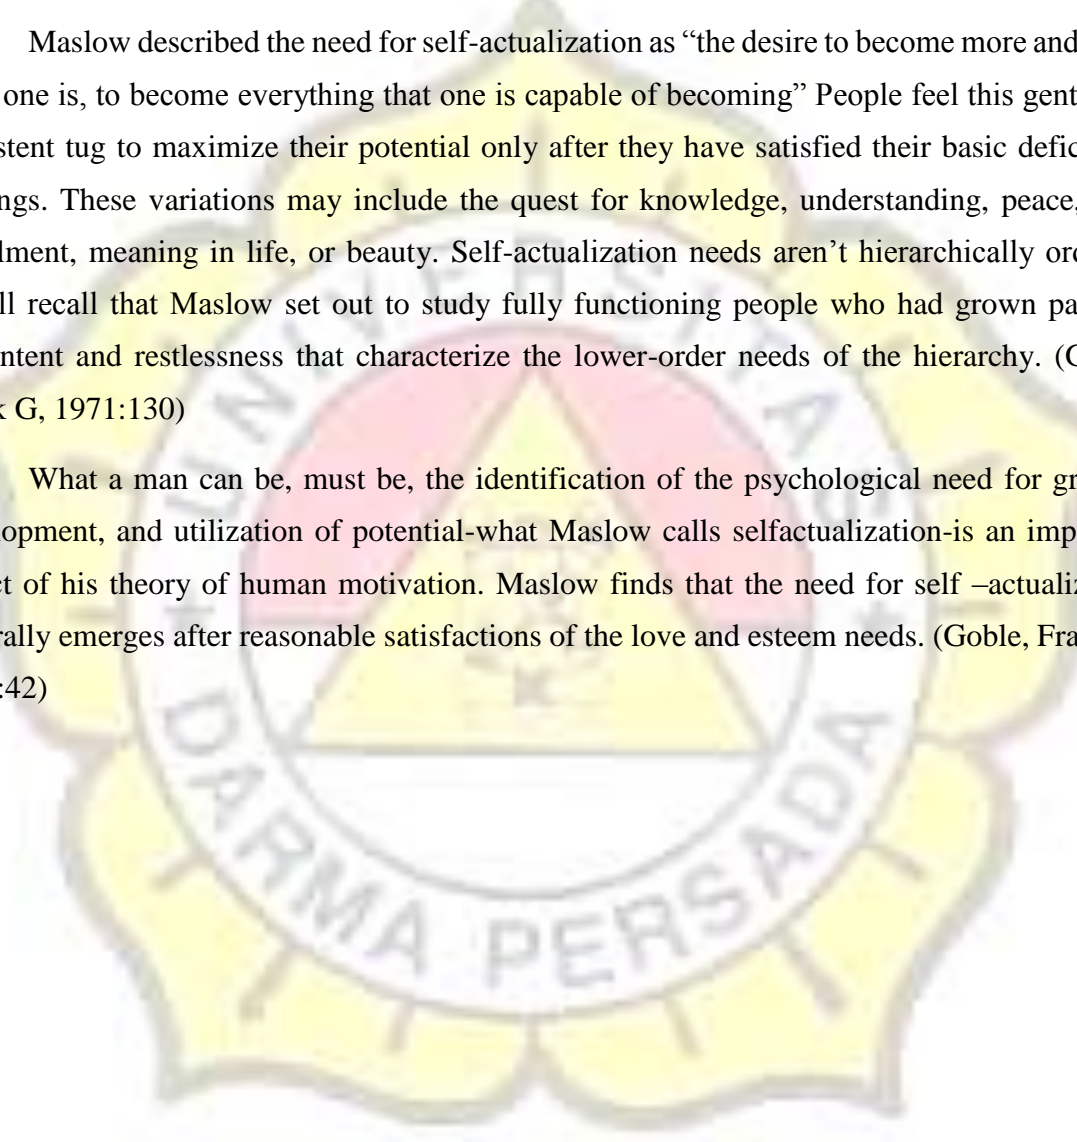 Maslow described the need for self-actualization as “the desire to become more and
one is, to become everything that one is capable of becoming” People feel this gent
stent tug to maximize their potential only after they have satisfied their basic defic
ngs. These variations may include the quest for knowledge, understanding, peace,
lment, meaning in life, or beauty. Self-actualization needs aren’t hierarchically or
ll recall that Maslow set out to study fully functioning people who had grown pa
ntent and restlessness that characterize the lower-order needs of the hierarchy. (
k G, 1971:130)
What a man can be, must be, the identification of the psychological need for gr
lopment, and utilization of potential-what Maslow calls selfactualization-is an imp
ct of his theory of human motivation. Maslow finds that the need for self –actualiz
rally emerges after reasonable satisfactions of the love and esteem needs. (Goble, Fra
:42)
UNIVERSITAS
DARMA PERSADA